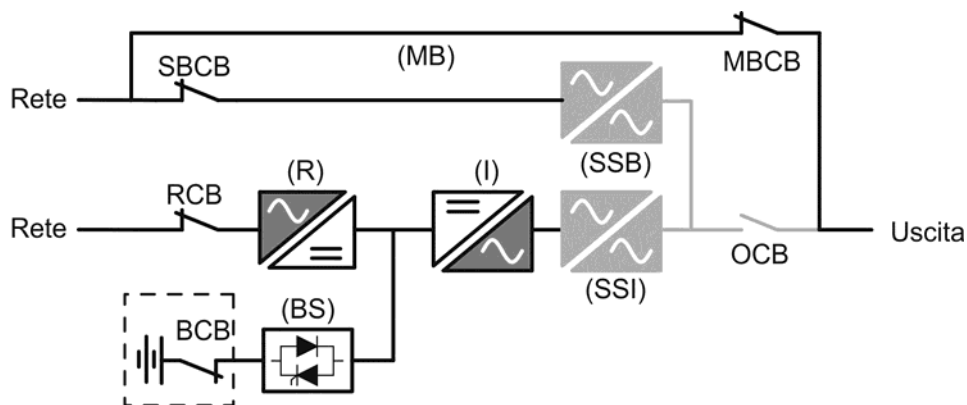 (MB)
MBCB
SBCB
Rete
(SSB)
(R)
(I)
RCB
Rete
Uscita
OCB
(SSI)
(BS)
BCB